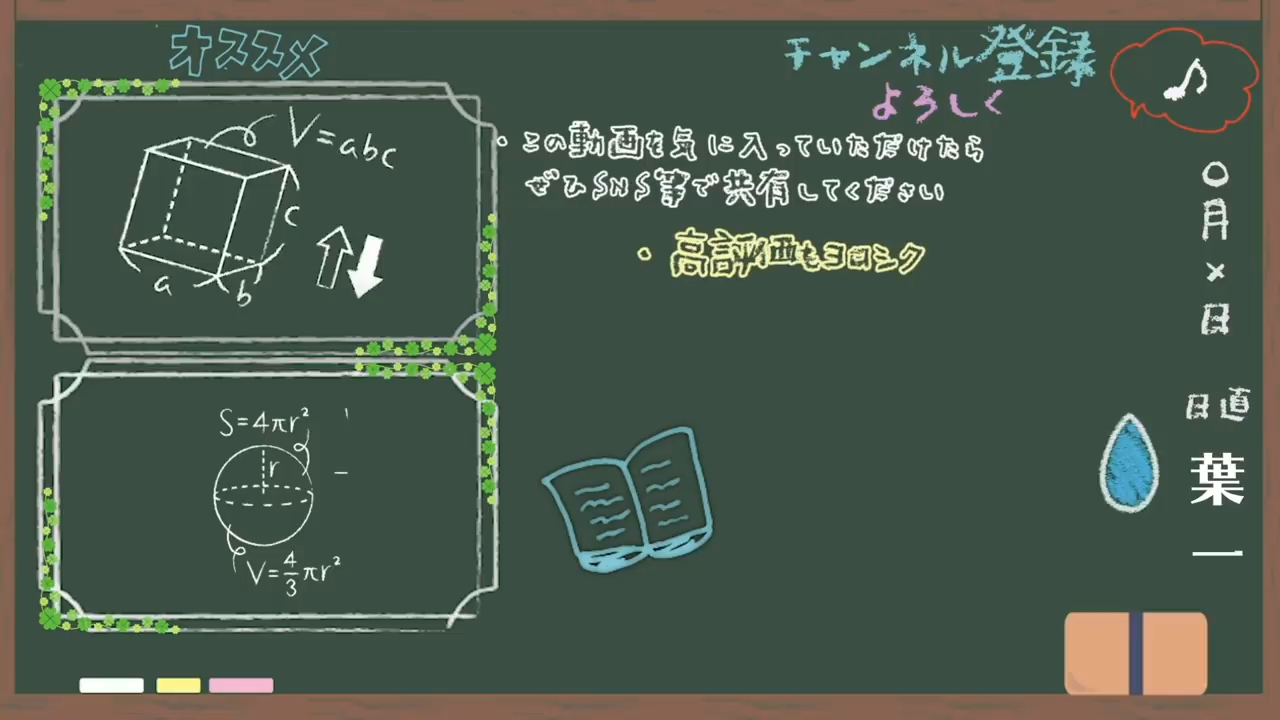 オススメ
V=abc
c
a
b
S=4πr²
r
V=4/3πr²
チャンネル登録
よろしく
・この動画を気に入っていただけたら
ぜひSNS等で共有してください
・高評価もヨロシク
○月×日
日直
葉一